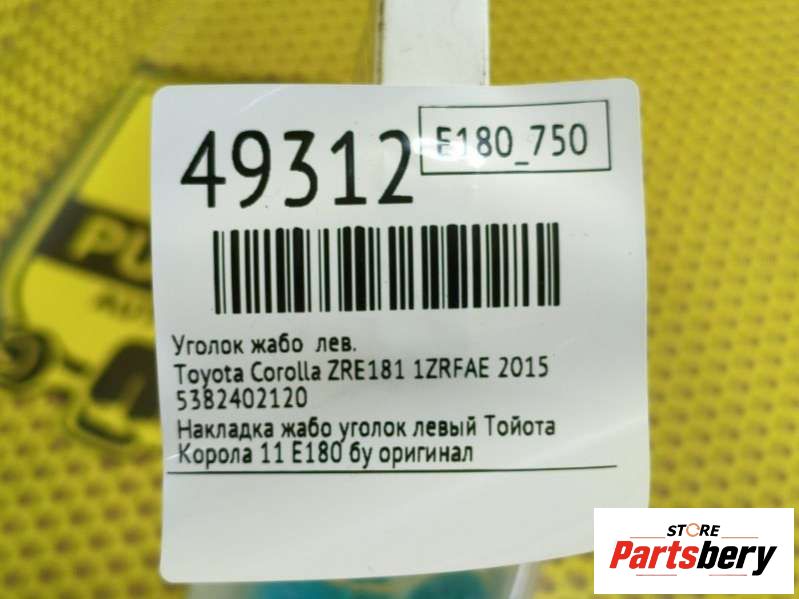 49312
E180_750
Уголок жабо лев.
Toyota Corolla ZRE181 1ZRFAE 2015
5382402120
Накладка жабо уголок левый Тойота
Корола 11 Е180 бу оригинал
STORE
Partsbery